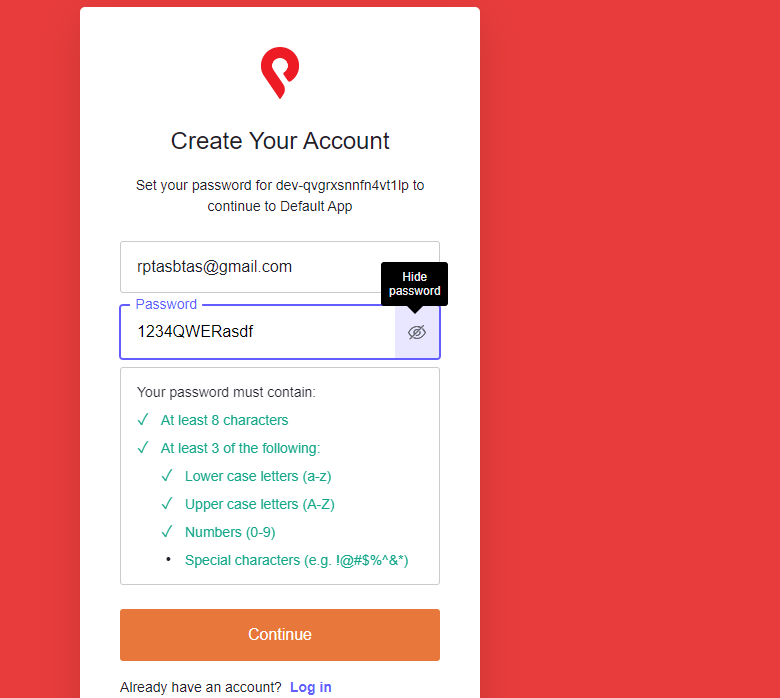 Create Your Account
Set your password for dev-qvgrxsnnfn4vt1lp to
continue to Default App
rptasbtas@gmail.com
Hide
password
Password
1234QWERasdf
Your password must contain:
At least 8 characters
At least 3 of the following:
Lower case letters (a-z)
Upper case letters (A-Z)
Numbers (0-9)
Special characters (e.g. !@#$%^&*)
Continue
Already have an account? Log in